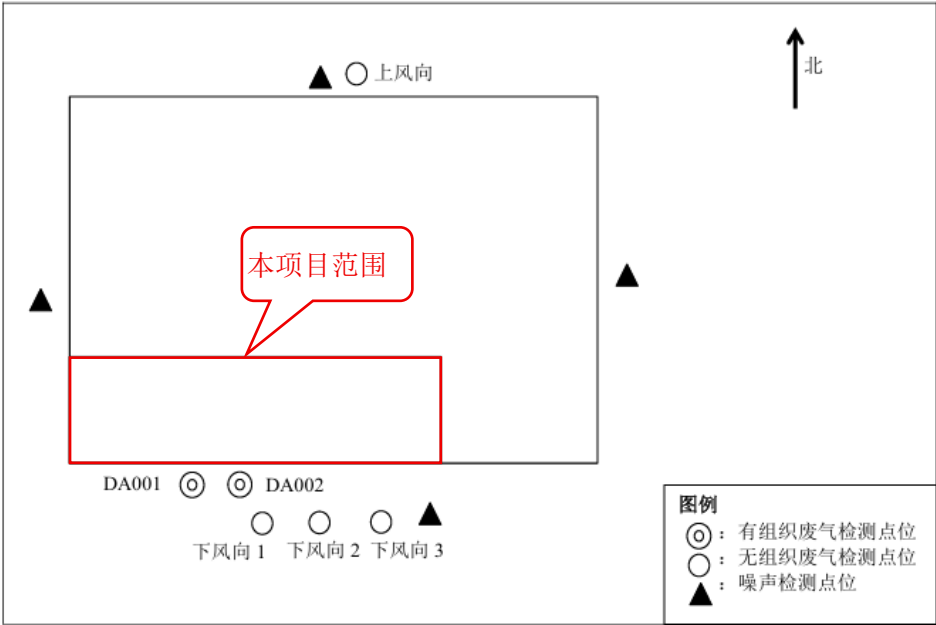 上风向
北
本项目范围
DA001
DA002
下风向 1
下风向 2
下风向 3
图例
：有组织废气检测点位
：无组织废气检测点位
：噪声检测点位